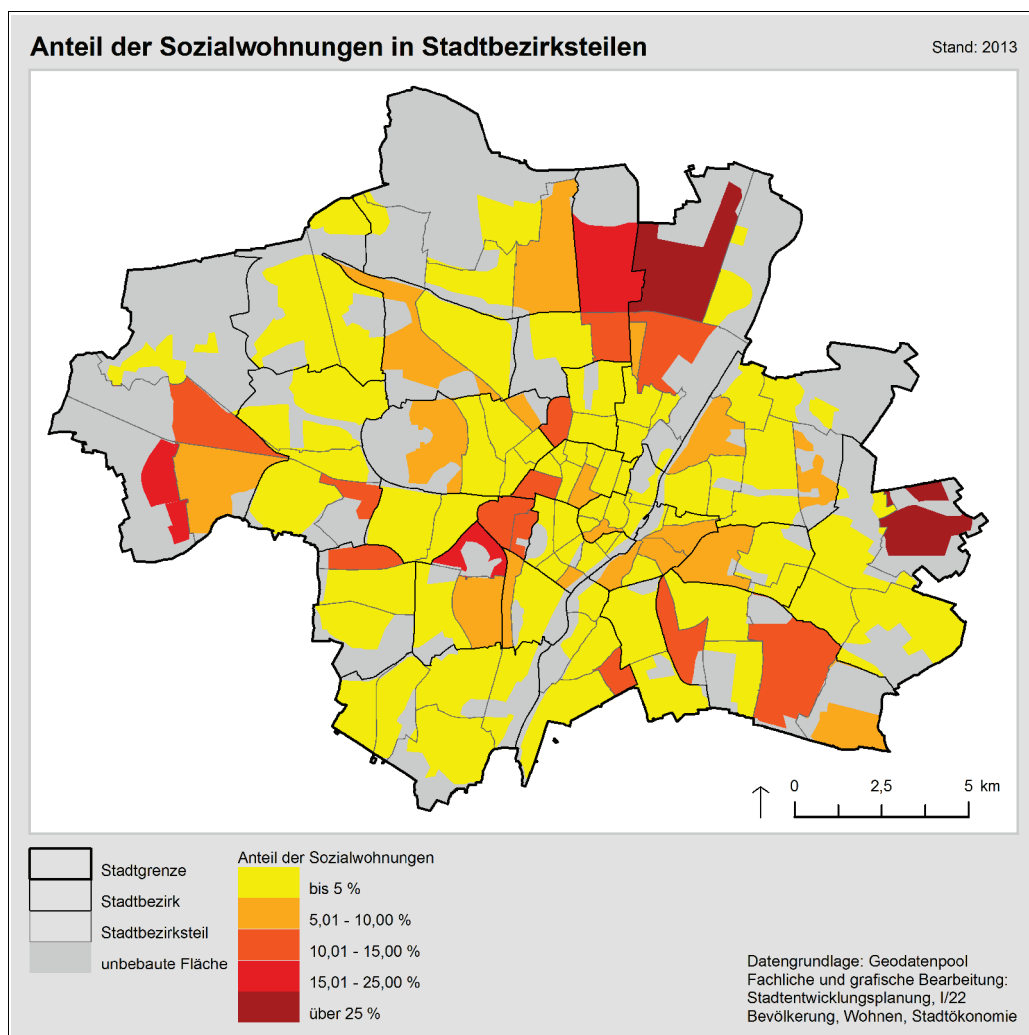 Anteil der Sozialwohnungen in Stadtbezirksteilen
Stand: 2013
0 2,5 5 km
Stadtgrenze
Stadtbezirk
Stadtbezirksteil
unbebaute Fläche
Anteil der Sozialwohnungen
bis 5 %
5,01 - 10,00 %
10,01 - 15,00 %
15,01 - 25,00 %
über 25 %
Datengrundlage: Geodatenpool
Fachliche und grafische Bearbeitung:
Stadtentwicklungsplanung, I/22
Bevölkerung, Wohnen, Stadtökonomie